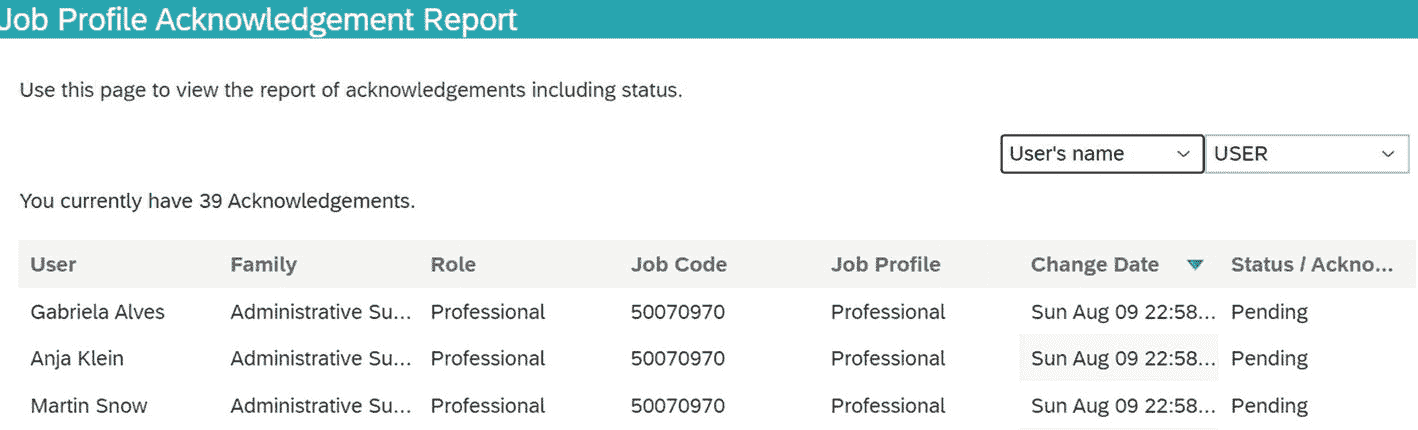 Job Profile Acknowledgement Report
Use this page to view the report of acknowledgements including status.
User's name USER
You currently have 39 Acknowledgements.
User Family Role Job Code Job Profile Change Date Status / Ackno...
Gabriela Alves Administrative Su... Professional 50070970 Professional Sun Aug 09 22:58... Pending
Anja Klein Administrative Su... Professional 50070970 Professional Sun Aug 09 22:58... Pending
Martin Snow Administrative Su... Professional 50070970 Professional Sun Aug 09 22:58... Pending